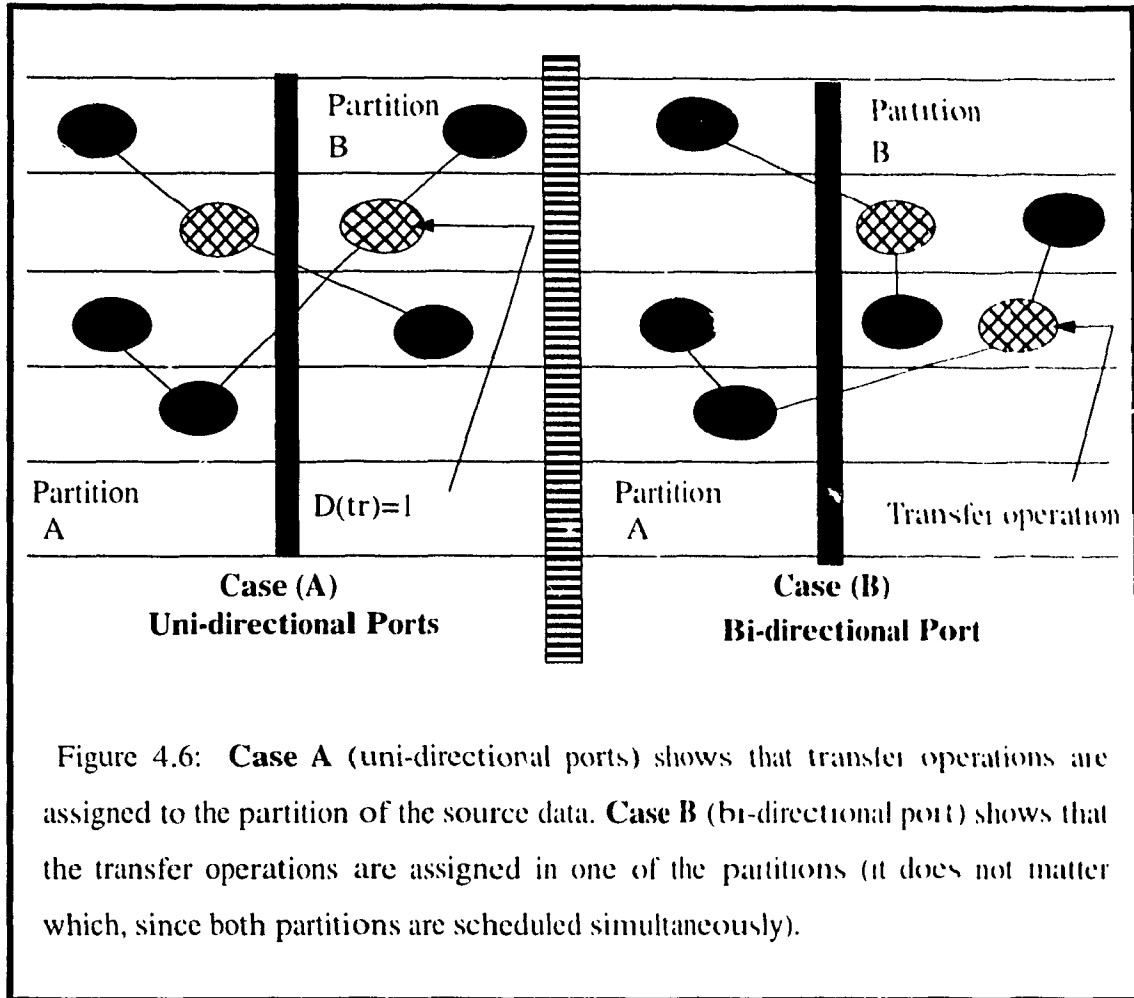 Partition
B
Partition
B
Partition
A
D(tr)=1
Partition
A
Transfer operation
Case (A)
Uni-directional Ports
Case (B)
Bi-directional Port
Figure 4.6: Case A (uni-directional ports) shows that transfer operations are
assigned to the partition of the source data. Case B (bi-directional port) shows that
the transfer operations are assigned in one of the partitions (it does not matter
which, since both partitions are scheduled simultaneously).